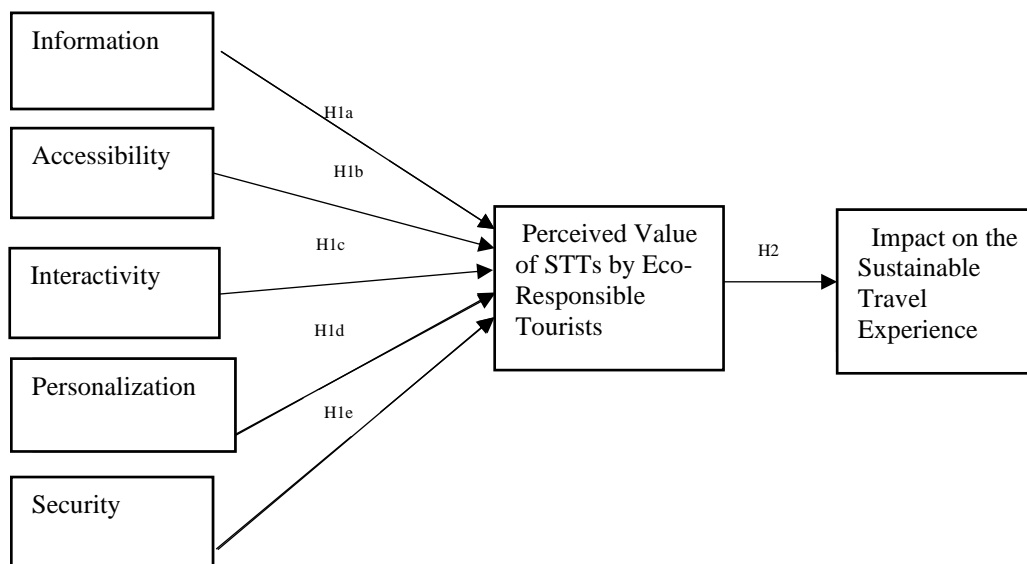 Information
H1a
Accessibility
H1b
H1c
Interactivity
H1d
Personalization
H1e
Security
Perceived Value
of STTs by Eco-
Responsible
Tourists
H2
Impact on the
Sustainable
Travel
Experience